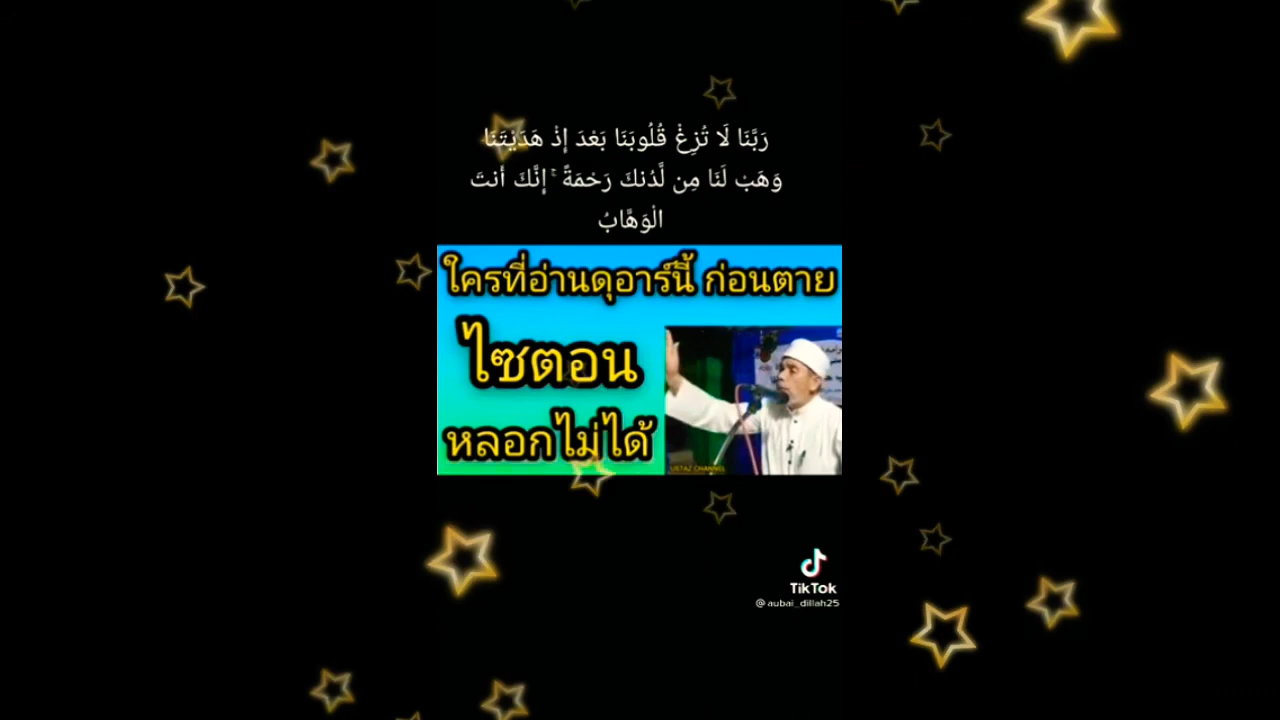 رَبَّنَا لَا تُزِغْ قُلُوبَنَا بَعْدَ إِذْ هَدَيْتَنَا
وَهَبْ لَنَا مِن لَّدُنكَ رَحْمَةً ۚ إِنَّكَ أَنتَ
الْوَهَّابُ
ใครที่อ่านดุอาร์นี้ ก่อนตาย
ไซตอน
หลอกไม่ได้
USTAZ CHANNEL
TikTok
@aubai_dillah25